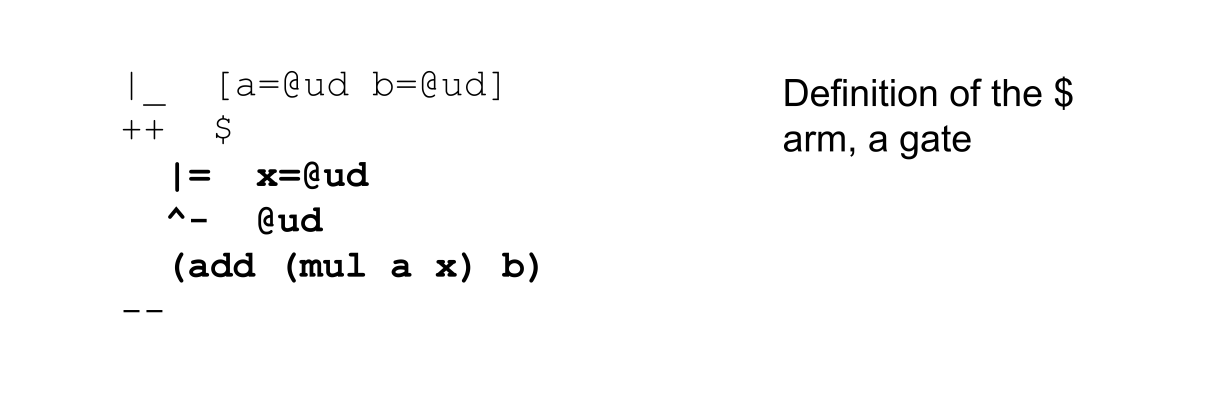 |_  [a=@ud b=@ud]
++  $
  |=  x=@ud
  ^-  @ud
  (add (mul a x) b)
--
Definition of the $
arm, a gate